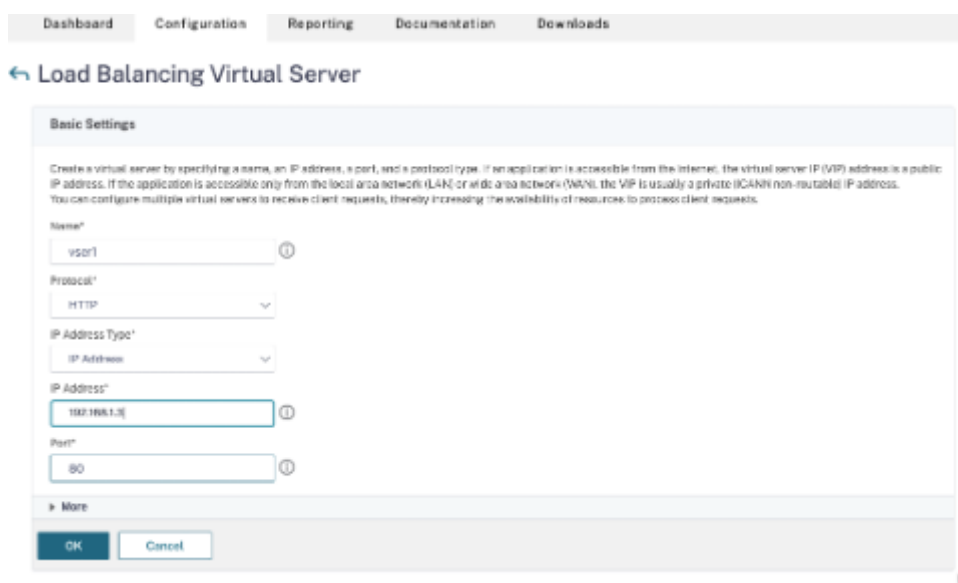 Dashboard Configuration Reporting Documentation Downloads
Load Balancing Virtual Server
Basic Settings
Create a virtual server by specifying a name, an IP address, a port, and a protocol type. If an application is accessible from the internet, the virtual server IP (VIP) address is a public
IP address. If the application is accessible only from the local area network (LAN) or wide area network (WAN), the VIP is usually a private (ICANN non-routable) IP address.
You can configure multiple virtual servers to receive client requests, thereby increasing the availability of resources to process client requests.
Name*
vser1
Protocol*
HTTP
IP Address Type*
IP Address
IP Address*
192.168.1.3
Port*
80
More
OK Cancel